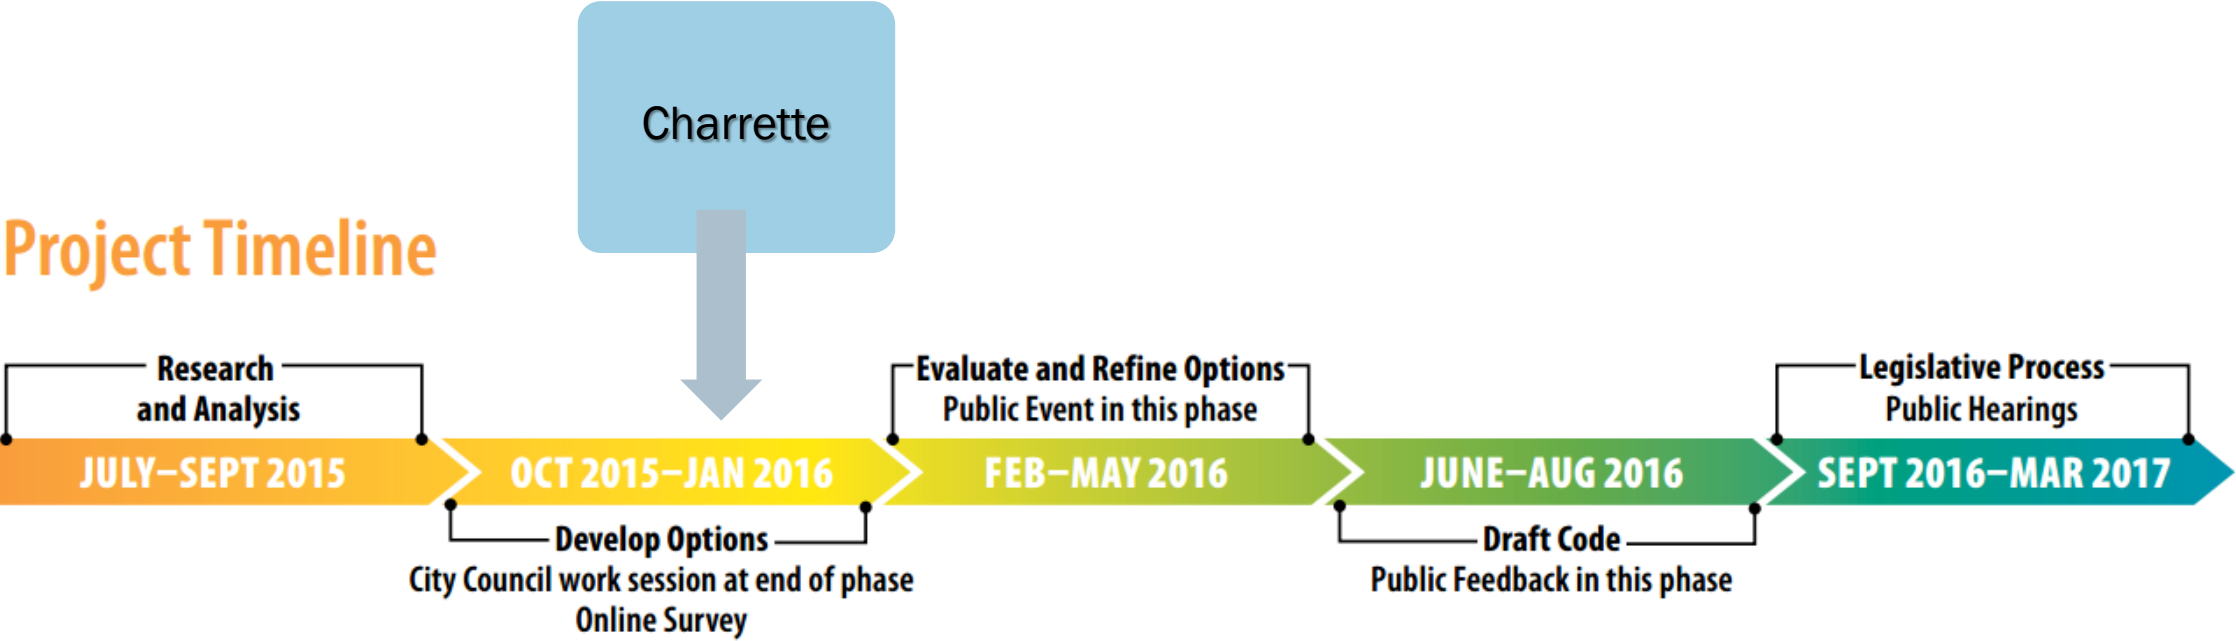 Charrette
Project Timeline
Research
and Analysis
Evaluate and Refine Options
Public Event in this phase
Legislative Process
Public Hearings
JULY–SEPT 2015
OCT 2015–JAN 2016
FEB–MAY 2016
JUNE–AUG 2016
SEPT 2016–MAR 2017
Develop Options
City Council work session at end of phase
Online Survey
Draft Code
Public Feedback in this phase